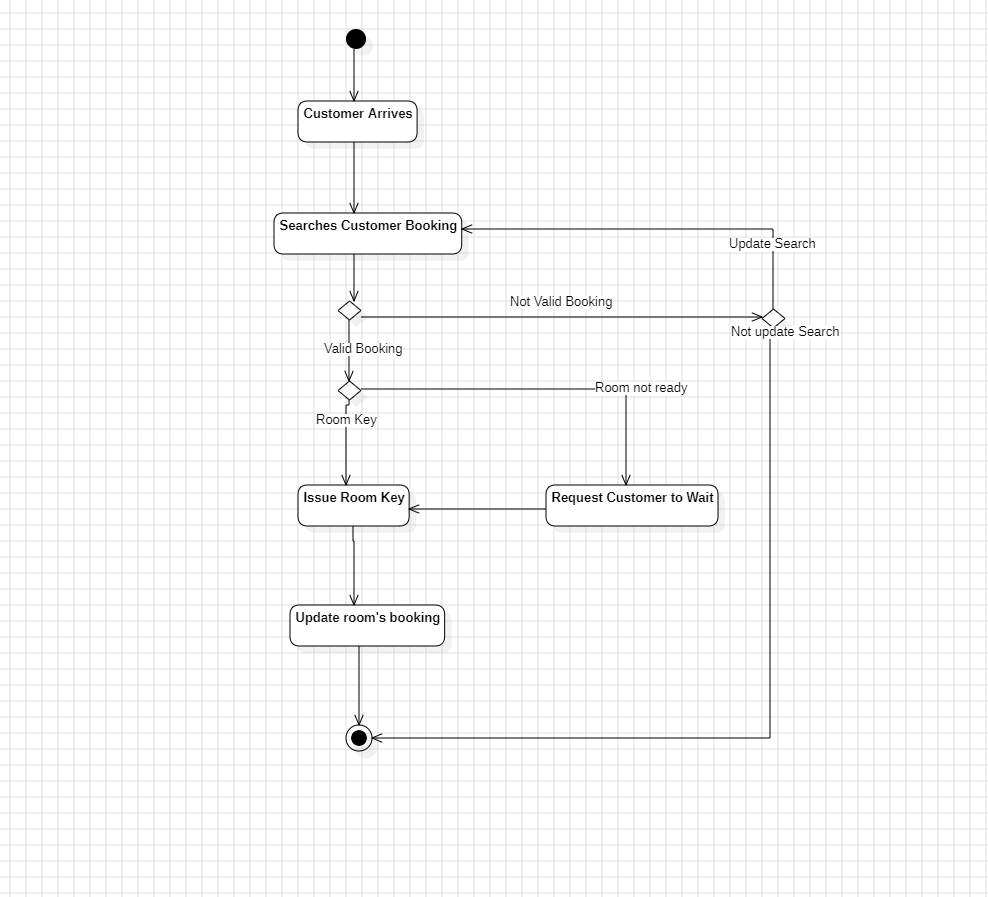 Customer Arrives
Searches Customer Booking
Update Search
Not Valid Booking
Not update Search
Valid Booking
Room not ready
Room Key
Issue Room Key
Request Customer to Wait
Update room's booking